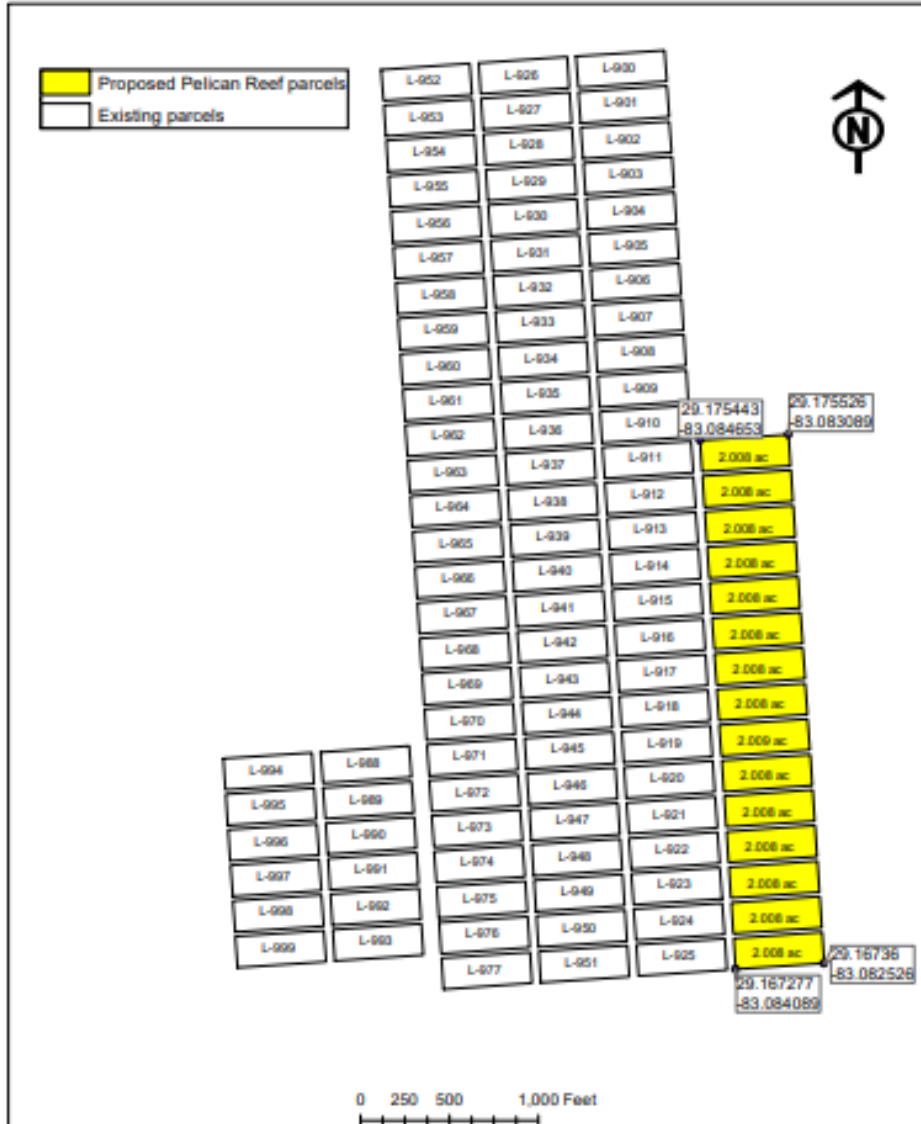 Proposed Pelican Reef parcels
Existing parcels
N
L-952 L-926 L-900
L-953 L-927 L-901
L-954 L-928 L-902
L-955 L-929 L-903
L-956 L-930 L-904
L-957 L-931 L-905
L-958 L-932 L-906
L-959 L-933 L-907
L-960 L-934 L-908
L-961 L-935 L-909
29.175443
-83.084653
29.175526
-83.083089
L-962 L-936 L-910
L-963 L-937 L-911 2.008 ac
L-964 L-938 L-912 2.008 ac
L-965 L-939 L-913 2.008 ac
L-966 L-940 L-914 2.008 ac
L-967 L-941 L-915 2.008 ac
L-968 L-942 L-916 2.008 ac
L-969 L-943 L-917 2.008 ac
L-970 L-944 L-918 2.008 ac
L-994 L-988 L-971 L-945 L-919 2.009 ac
L-995 L-989 L-972 L-946 L-920 2.008 ac
L-996 L-990 L-973 L-947 L-921 2.008 ac
L-997 L-991 L-974 L-948 L-922 2.008 ac
L-998 L-992 L-975 L-949 L-923 2.008 ac
L-999 L-993 L-976 L-950 L-924 2.008 ac
L-977 L-951 L-925 2.008 ac
29.16736
-83.082526
29.167277
-83.084089
0 250 500 1,000 Feet